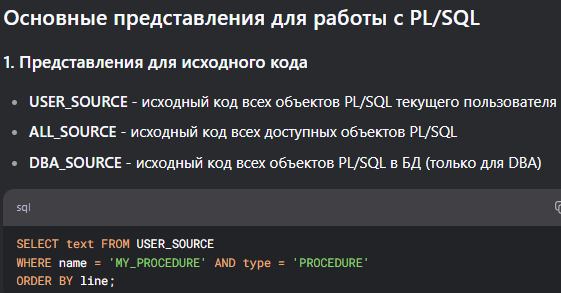 Основные представления для работы с PL/SQL
1. Представления для исходного кода
• USER_SOURCE - исходный код всех объектов PL/SQL текущего пользователя
• ALL_SOURCE - исходный код всех доступных объектов PL/SQL
• DBA_SOURCE - исходный код всех объектов PL/SQL в БД (только для DBA)
sql
SELECT text FROM USER_SOURCE
WHERE name = 'MY_PROCEDURE' AND type = 'PROCEDURE'
ORDER BY line;